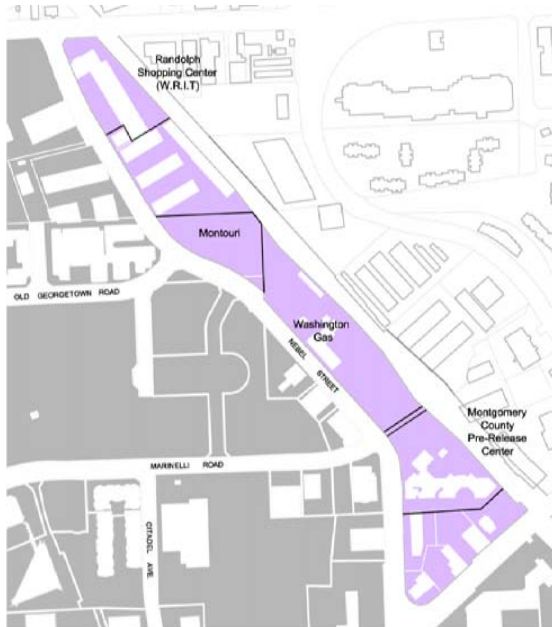 Randolph
Shopping Center
(W.R.I.T)
Montouri
OLD GEORGETOWN ROAD
Washington
Gas
NEBEL STREET
Montgomery
County
Pre-Release
Center
MARINELLI ROAD
CITADEL AVE.